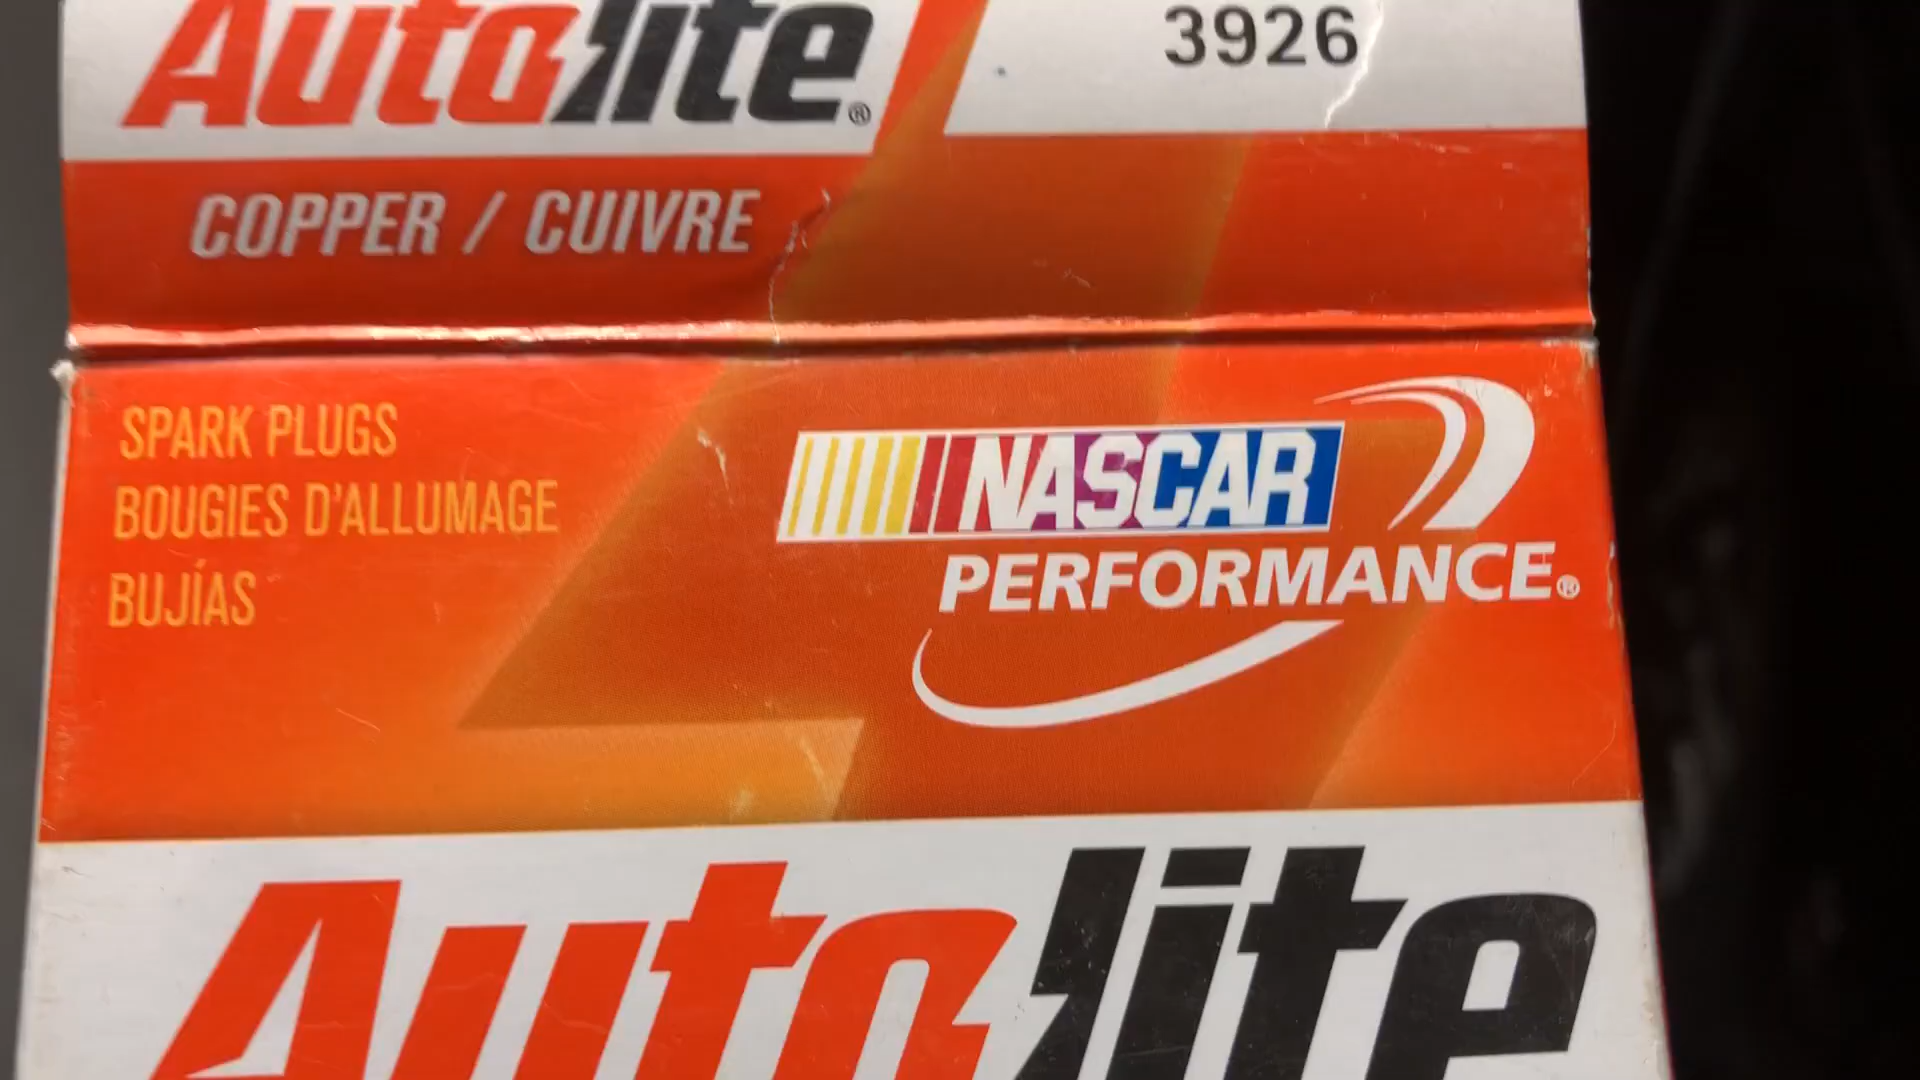 Autolite®
3926
COPPER / CUIVRE
SPARK PLUGS
BOUGIES D'ALLUMAGE
BUJÍAS
NASCAR
PERFORMANCE®
Autolite